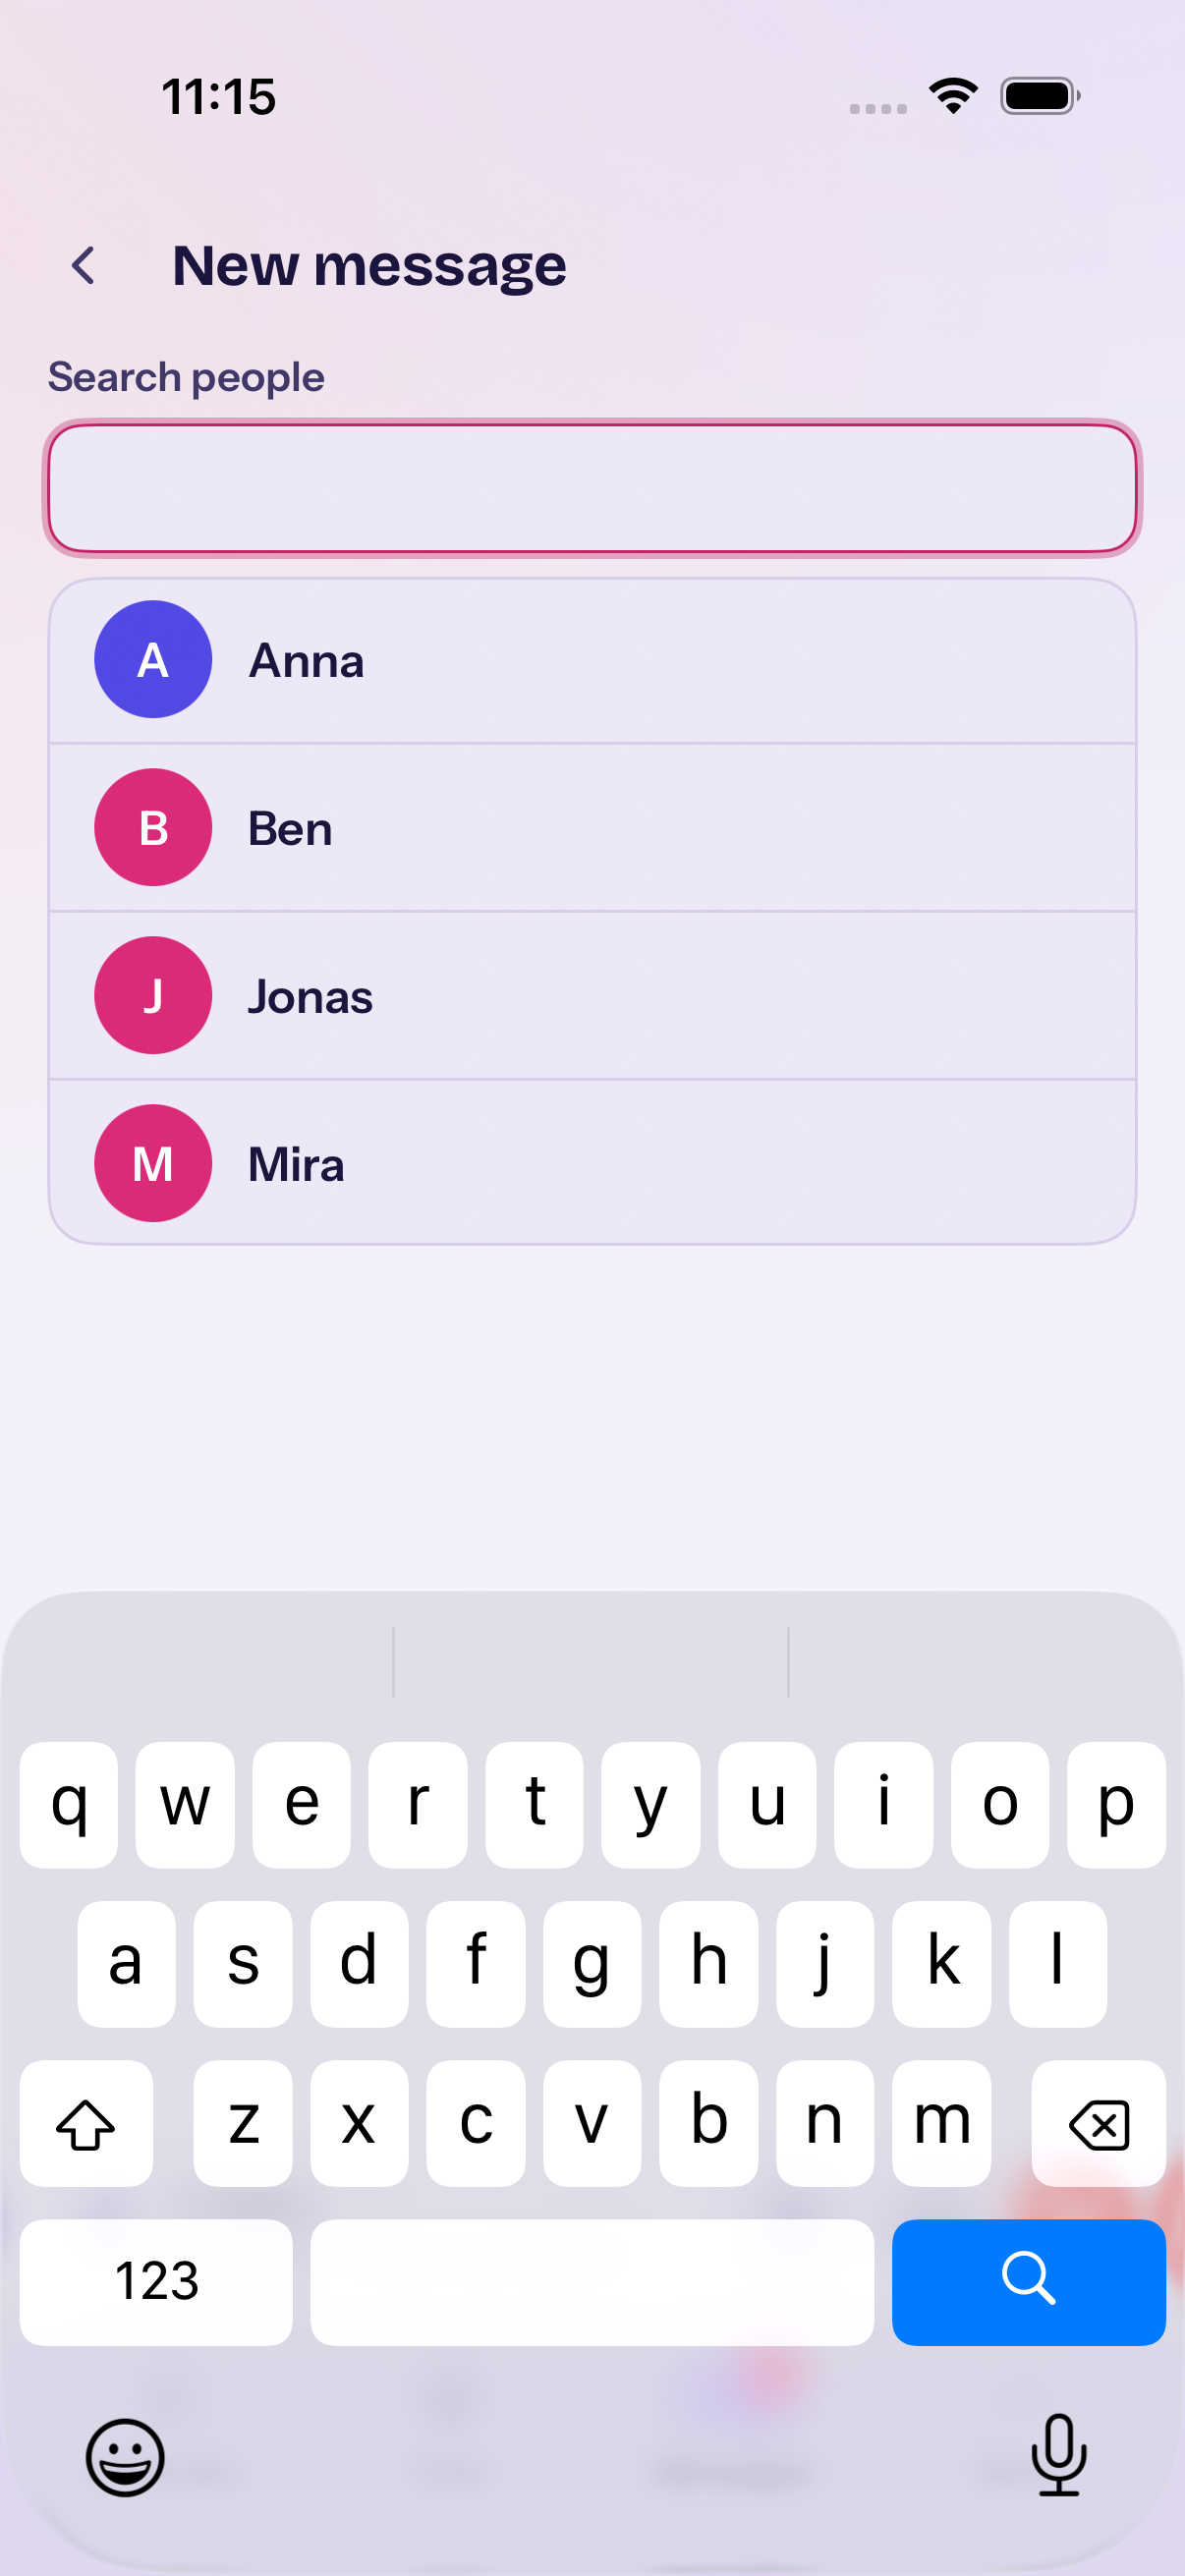 11:15
New message
Search people
A Anna
B Ben
J Jonas
M Mira
q w e r t y u i o p
a s d f g h j k l
z x c v b n m
123